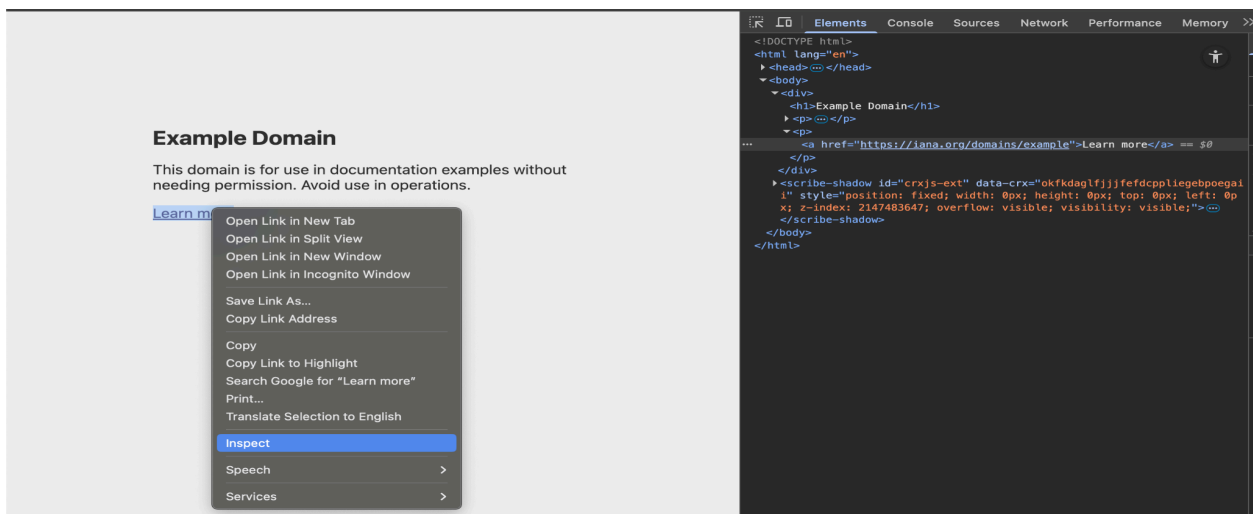 Example Domain
This domain is for use in documentation examples without
needing permission. Avoid use in operations.
Learn m
Open Link in New Tab
Open Link in Split View
Open Link in New Window
Open Link in Incognito Window
Save Link As...
Copy Link Address
Copy
Copy Link to Highlight
Search Google for “Learn more”
Print...
Translate Selection to English
Inspect
Speech
Services
Elements Console Sources Network Performance Memory
<!DOCTYPE html>
<html lang="en">
<head>…</head>
<body>
<div>
<h1>Example Domain</h1>
<p>…</p>
<p>
<a href="https://iana.org/domains/example">Learn more</a> == $0
</p>
</div>
<scribe-shadow id="crxjs-ext" data-crx="okfkdaglfjjjfefdcppliegebpoegai
i" style="position: fixed; width: 0px; height: 0px; top: 0px; left: 0p
x; z-index: 2147483647; overflow: visible; visibility: visible;">…
</scribe-shadow>
</body>
</html>